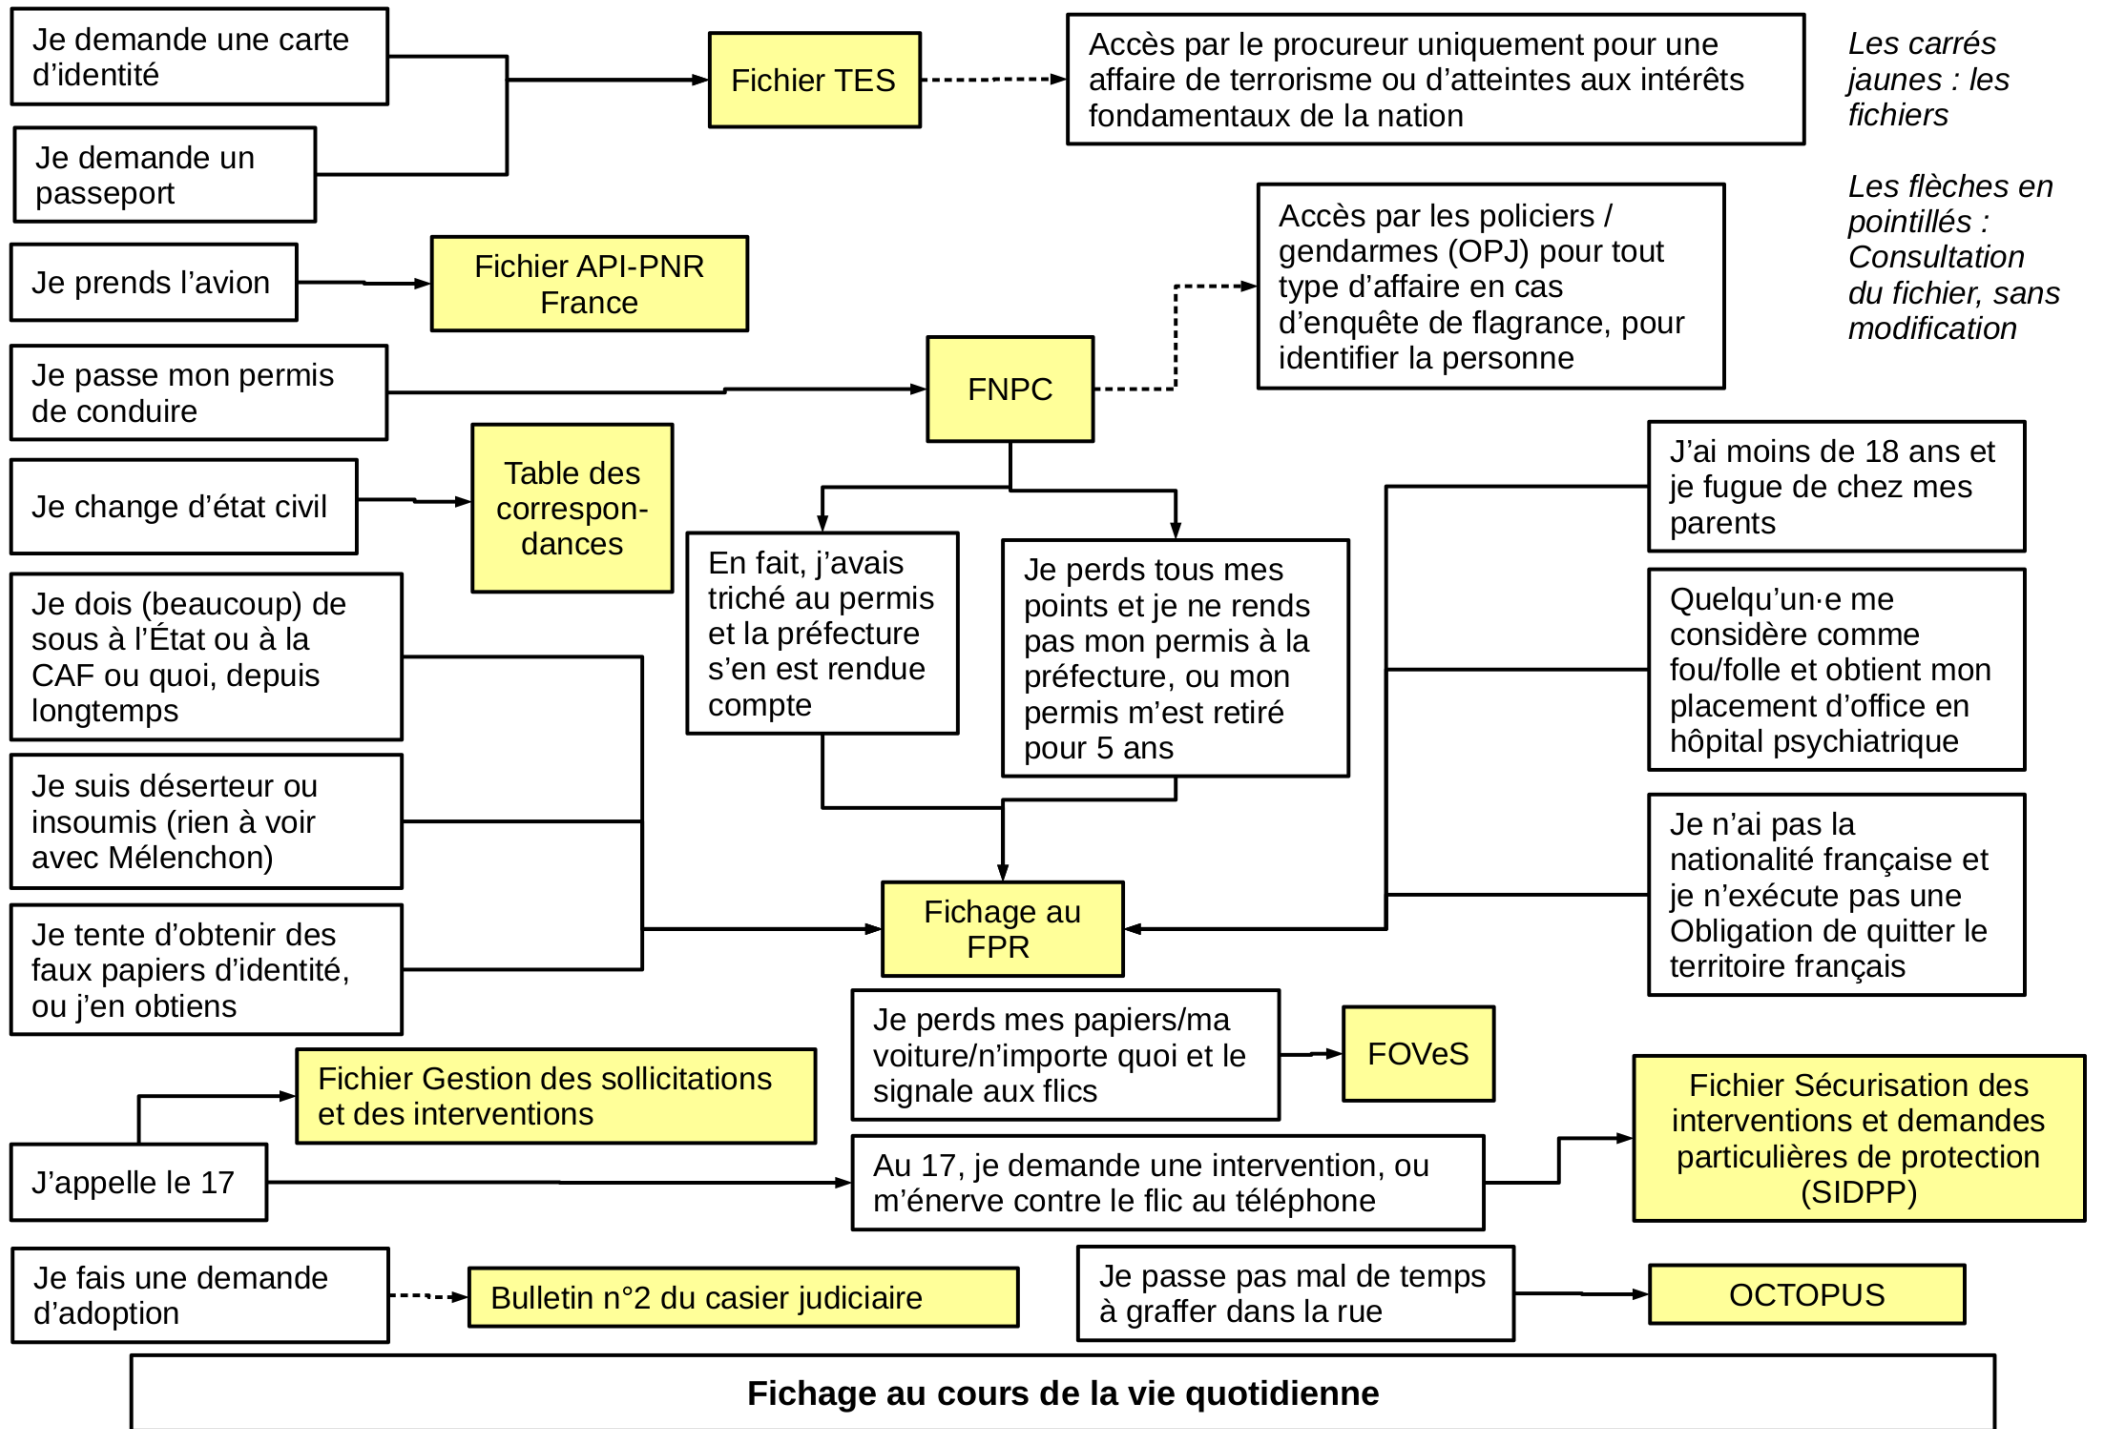 Je demande une carte
d’identité
Fichier TES
Accès par le procureur uniquement pour une
affaire de terrorisme ou d’atteintes aux intérêts
fondamentaux de la nation
Les carrés
jaunes : les
fichiers
Je demande un
passeport
Les flèches en
pointillés :
Consultation
du fichier, sans
modification
Je prends l’avion
Fichier API-PNR
France
Accès par les policiers /
gendarmes (OPJ) pour tout
type d’affaire en cas
d’enquête de flagrance, pour
identifier la personne
Je passe mon permis
de conduire
FNPC
Je change d’état civil
Table des
correspon-
dances
En fait, j’avais
triché au permis
et la préfecture
s’en est rendue
compte
Je perds tous mes
points et je ne rends
pas mon permis à la
préfecture, ou mon
permis m’est retiré
pour 5 ans
J’ai moins de 18 ans et
je fugue de chez mes
parents
Je dois (beaucoup) de
sous à l’État ou à la
CAF ou quoi, depuis
longtemps
Quelqu’un·e me
considère comme
fou/folle et obtient mon
placement d’office en
hôpital psychiatrique
Je suis déserteur ou
insoumis (rien à voir
avec Mélenchon)
Je n’ai pas la
nationalité française et
je n’exécute pas une
Obligation de quitter le
territoire français
Je tente d’obtenir des
faux papiers d’identité,
ou j’en obtiens
Fichage au
FPR
Je perds mes papiers/ma
voiture/n’importe quoi et le
signale aux flics
FOVeS
Fichier Gestion des sollicitations
et des interventions
Fichier Sécurisation des
interventions et demandes
particulières de protection
(SIDPP)
J’appelle le 17
Au 17, je demande une intervention, ou
m’énerve contre le flic au téléphone
Je fais une demande
d’adoption
Bulletin n°2 du casier judiciaire
Je passe pas mal de temps
à graffer dans la rue
OCTOPUS
Fichage au cours de la vie quotidienne